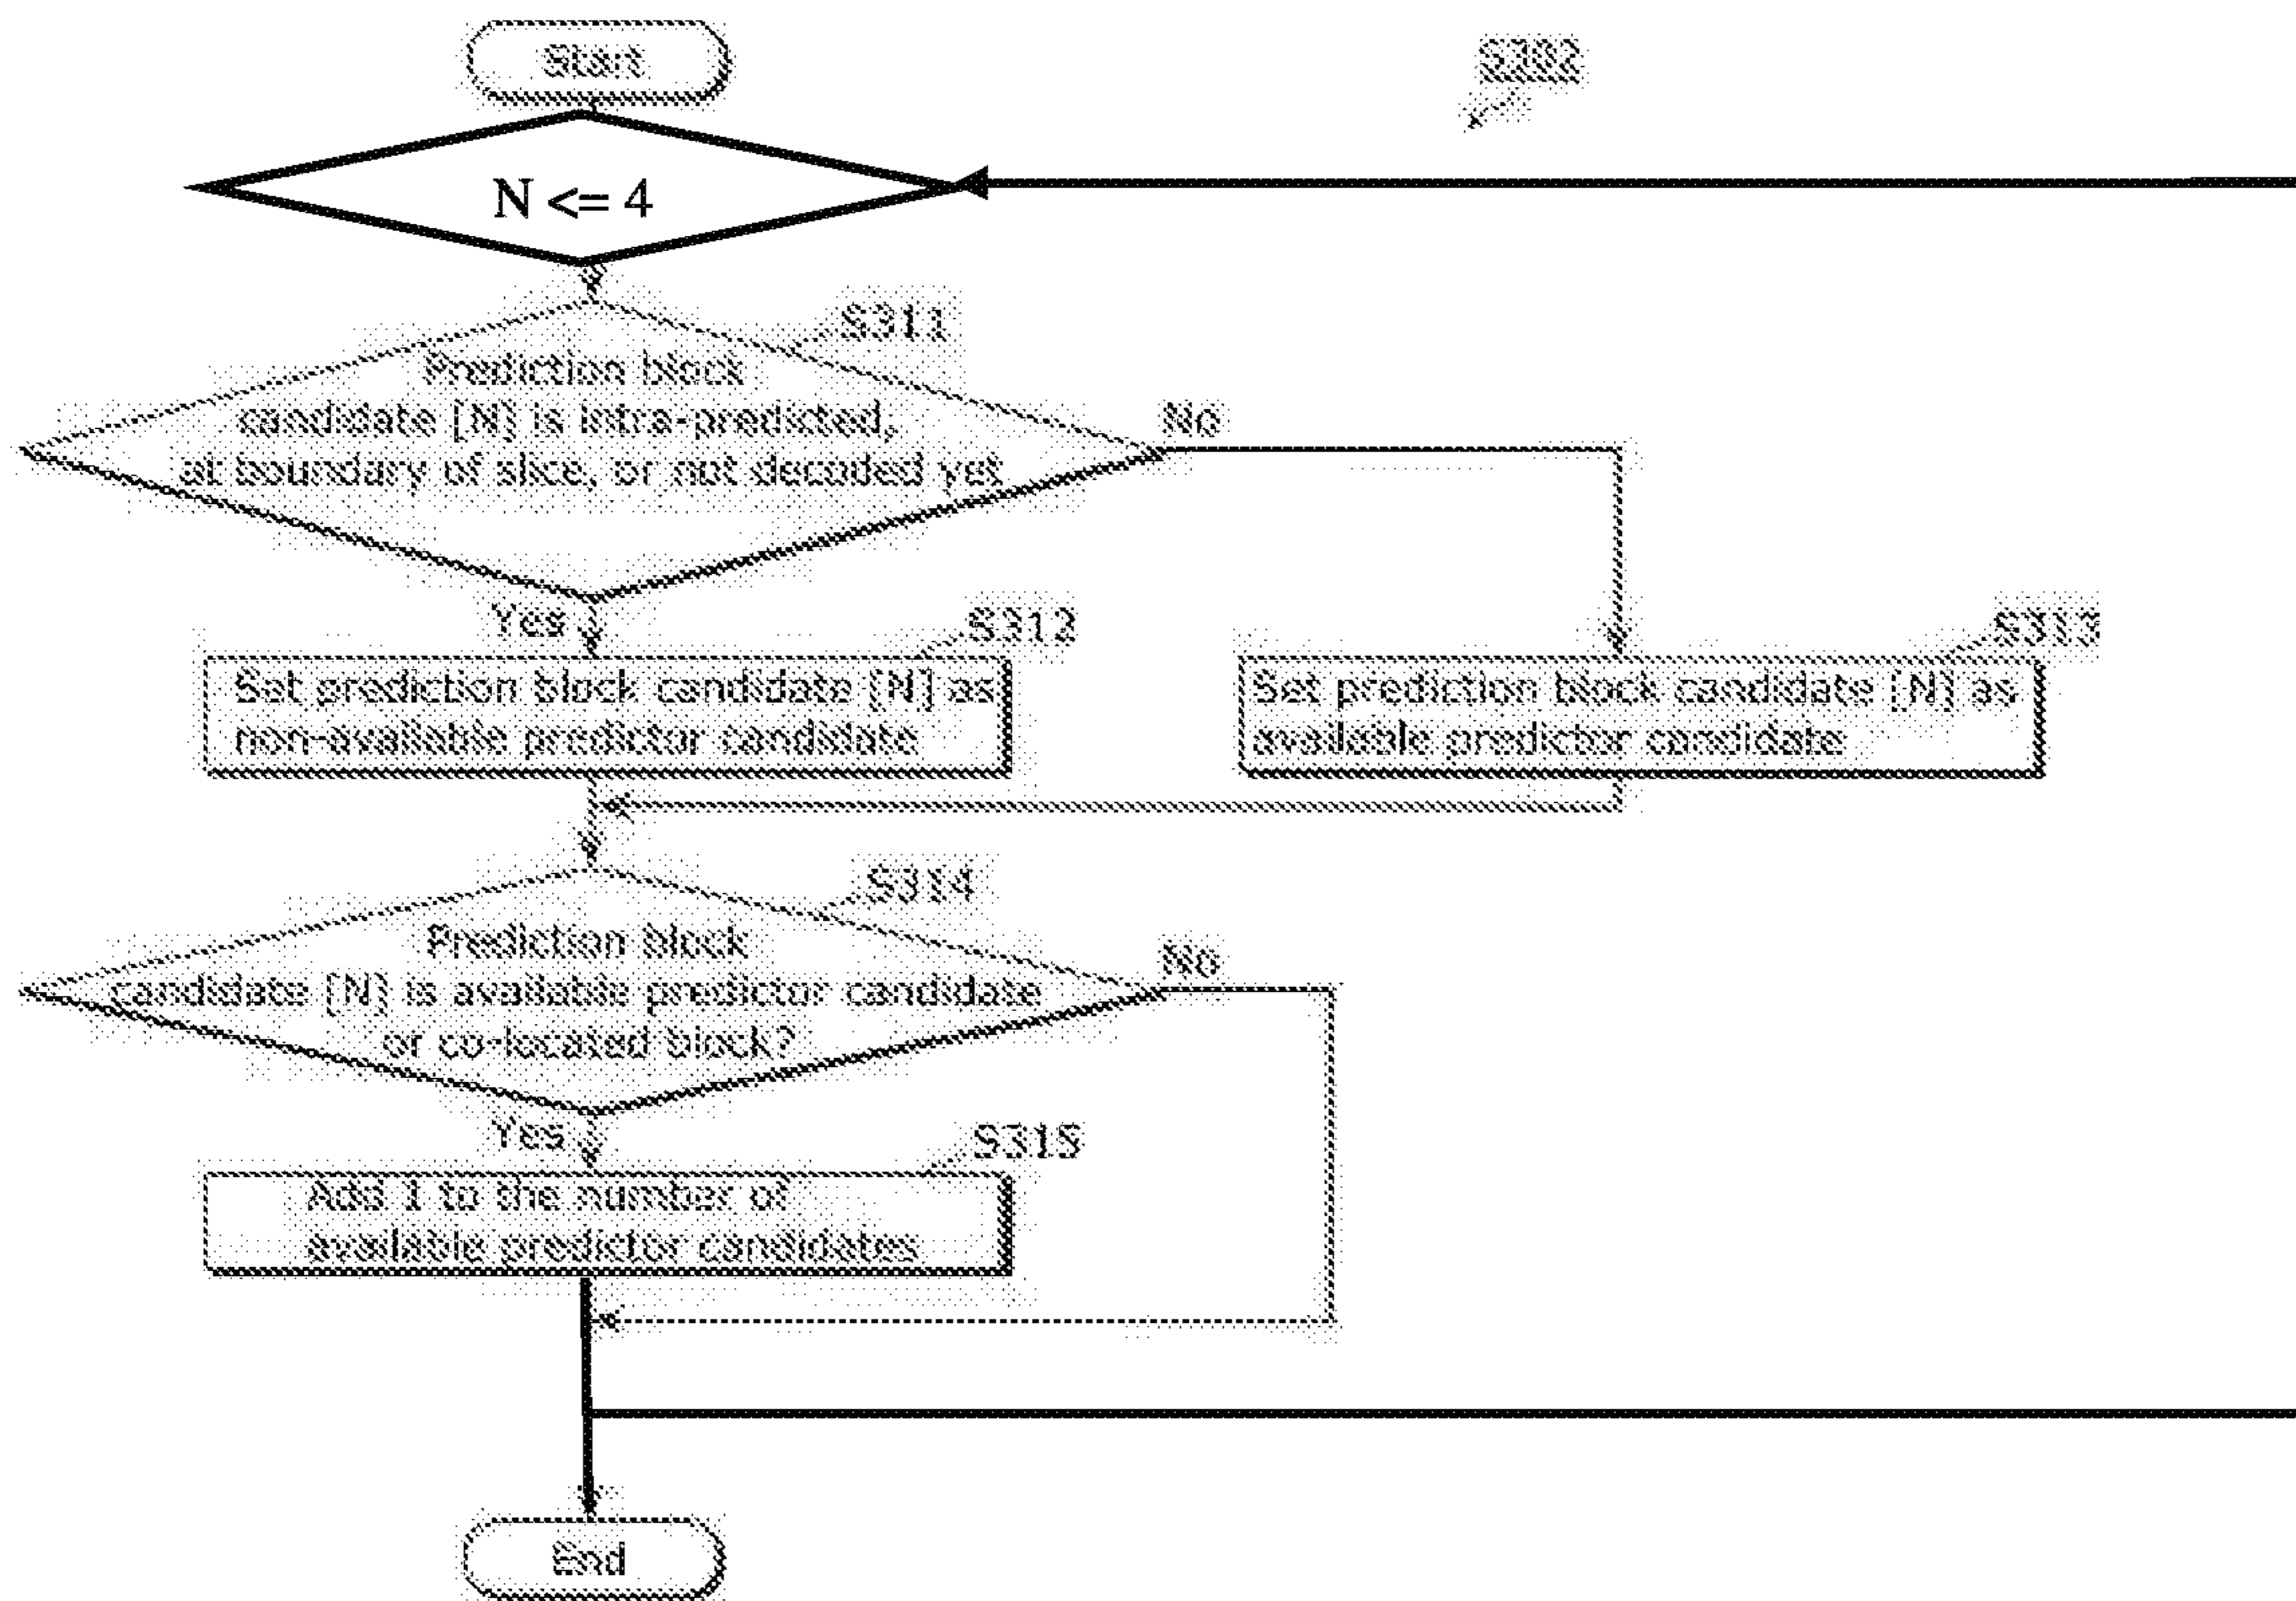 Start
S302
N <= 4
S311
Prediction block
candidate [N] is intra-predicted,
at boundary of slice, or not decoded yet
No
Yes
S312
S313
Set prediction block candidate [N] as
non-available predictor candidate
Set prediction block candidate [N] as
available predictor candidate
S314
Prediction block
candidate [N] is available predictor candidate
or co-located block?
No
Yes
S315
Add 1 to the number of
available predictor candidates
End